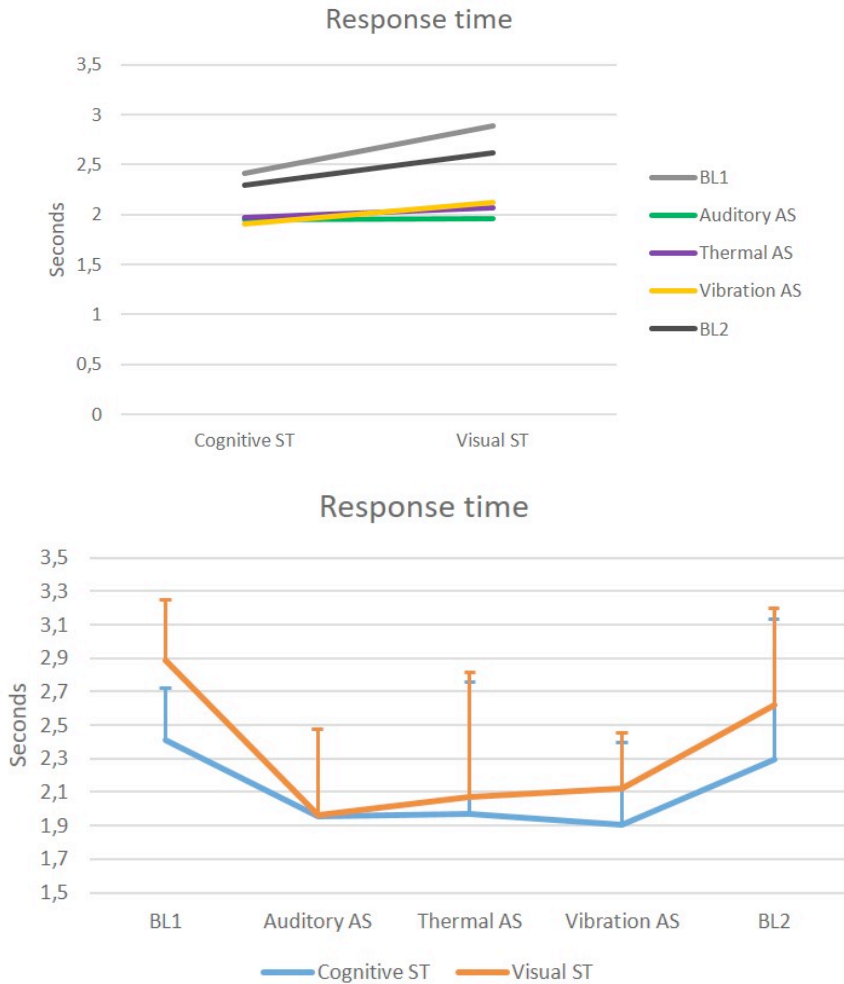 Response time
3,5
3
2,5
2
1,5
1
0,5
0
Seconds
Cognitive ST Visual ST
BL1
Auditory AS
Thermal AS
Vibration AS
BL2
Response time
3,5
3,3
3,1
2,9
2,7
2,5
2,3
2,1
1,9
1,7
1,5
Seconds
BL1 Auditory AS Thermal AS Vibration AS BL2
Cognitive ST Visual ST